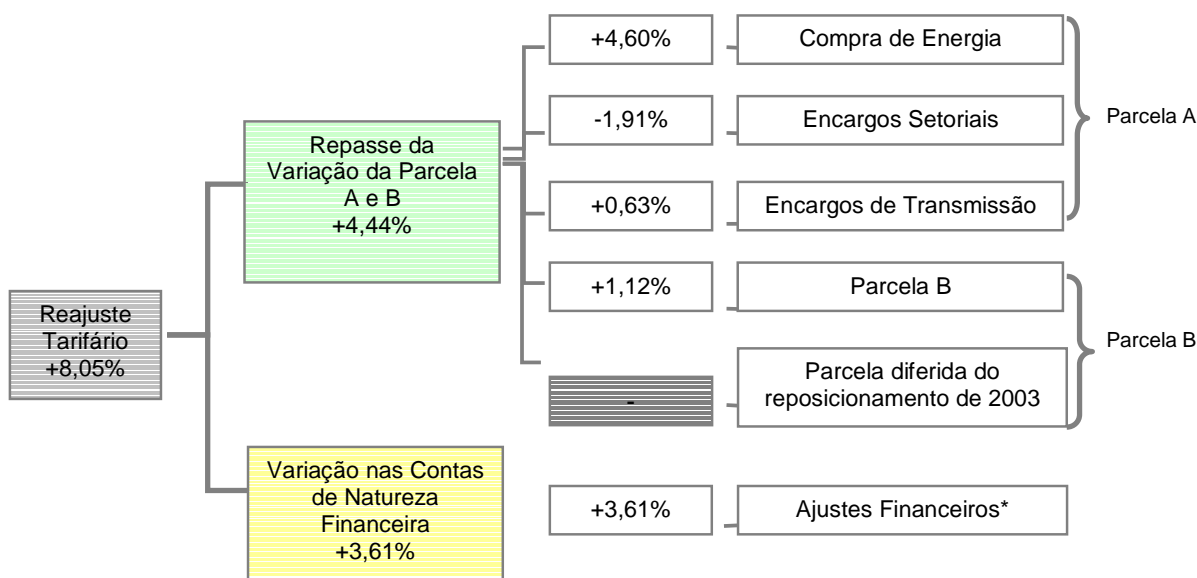 Reajuste
Tarifário
+8,05%
Repasse da
Variação da Parcela
A e B
+4,44%
Variação nas Contas
de Natureza
Financeira
+3,61%
+4,60%
Compra de Energia
-1,91%
Encargos Setoriais
+0,63%
Encargos de Transmissão
Parcela A
+1,12%
Parcela B
-
Parcela diferida do
reposicionamento de 2003
Parcela B
+3,61%
Ajustes Financeiros*